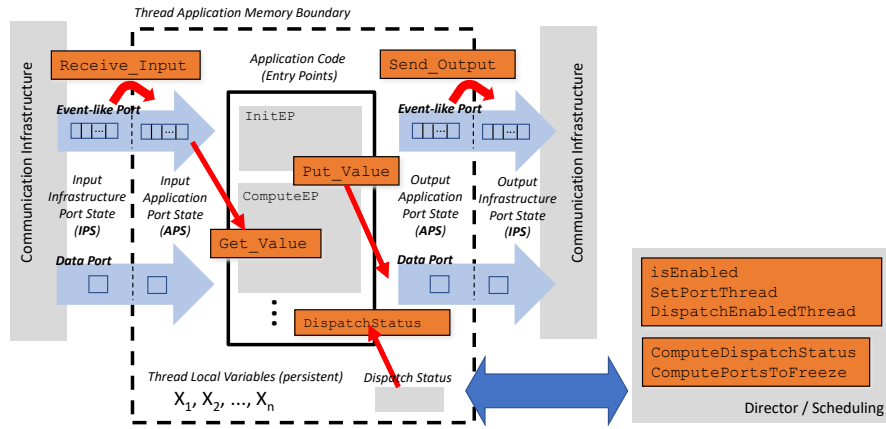 Thread Application Memory Boundary
Communication Infrastructure
Receive_Input
Application Code
(Entry Points)
Send_Output
Communication Infrastructure
Event-like Port
...
...
InitEP
Event-like Port
...
...
Put_Value
Input
Infrastructure
Port State
(IPS)
Input
Application
Port State
(APS)
ComputeEP
Output
Application
Port State
(APS)
Output
Infrastructure
Port State
(IPS)
Get_Value
Data Port
Data Port
isEnabled
SetPortThread
DispatchEnabledThread
DispatchStatus
ComputeDispatchStatus
ComputePortsToFreeze
Thread Local Variables (persistent)
Dispatch Status
X1, X2, ..., Xn
Director / Scheduling